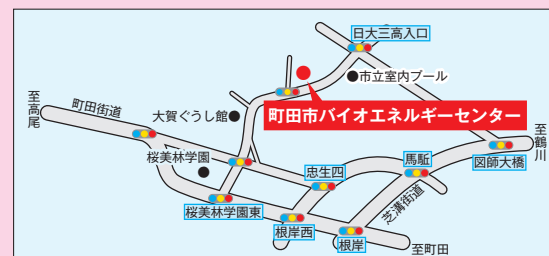 日大三高入口
市立室内プール
町田市バイオエネルギーセンター
至高尾
町田街道
大賀ぐうし館
至鶴川
桜美林学園
忠生四
馬駈
図師大橋
桜美林学園東
芝溝街道
根岸西
根岸
至町田